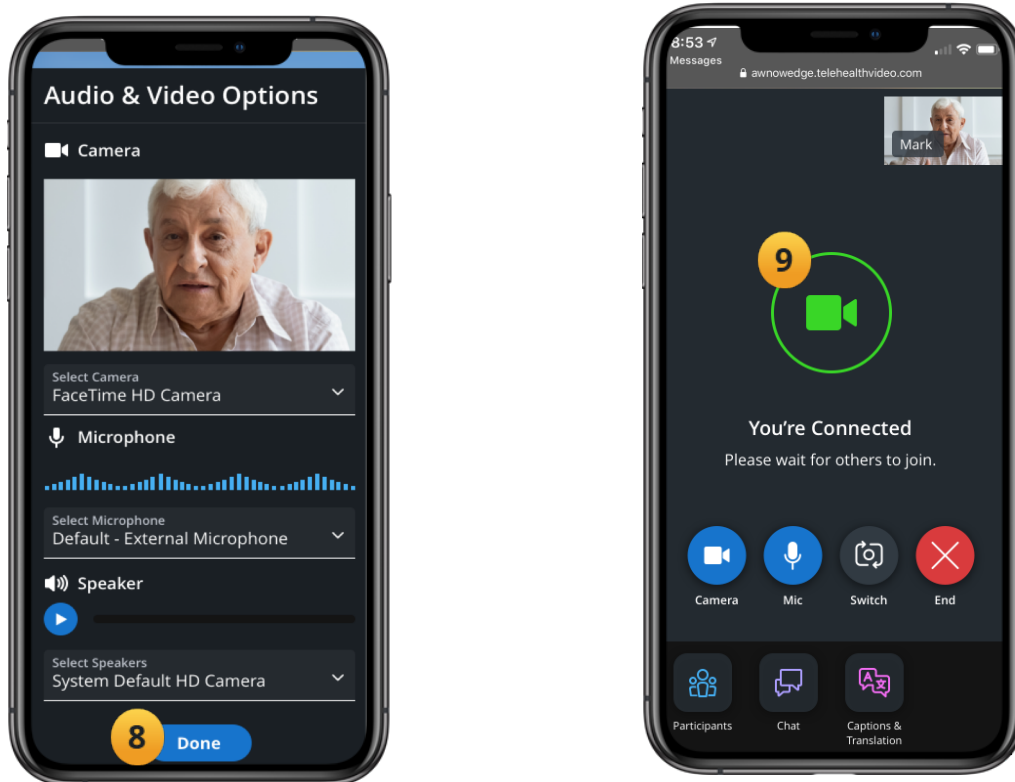 Audio & Video Options
Camera
Select Camera
FaceTime HD Camera
Microphone
Select Microphone
Default - External Microphone
Speaker
Select Speakers
System Default HD Camera
8
Done
8:53
Messages
awnowedge.telehealthvideo.com
Mark
9
You're Connected
Please wait for others to join.
Camera Mic Switch End
Participants Chat Captions &
Translation